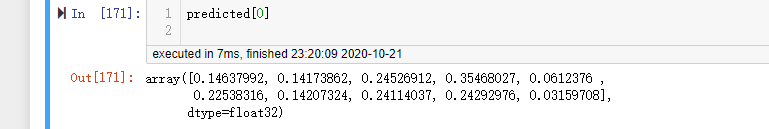 In [171]:
1 predicted[0]
2
executed in 7ms, finished 23:20:09 2020-10-21
Out[171]: array([0.14637992, 0.14173862, 0.24526912, 0.35468027, 0.0612376 ,
0.22538316, 0.14207324, 0.24114037, 0.24292976, 0.03159708],
dtype=float32)